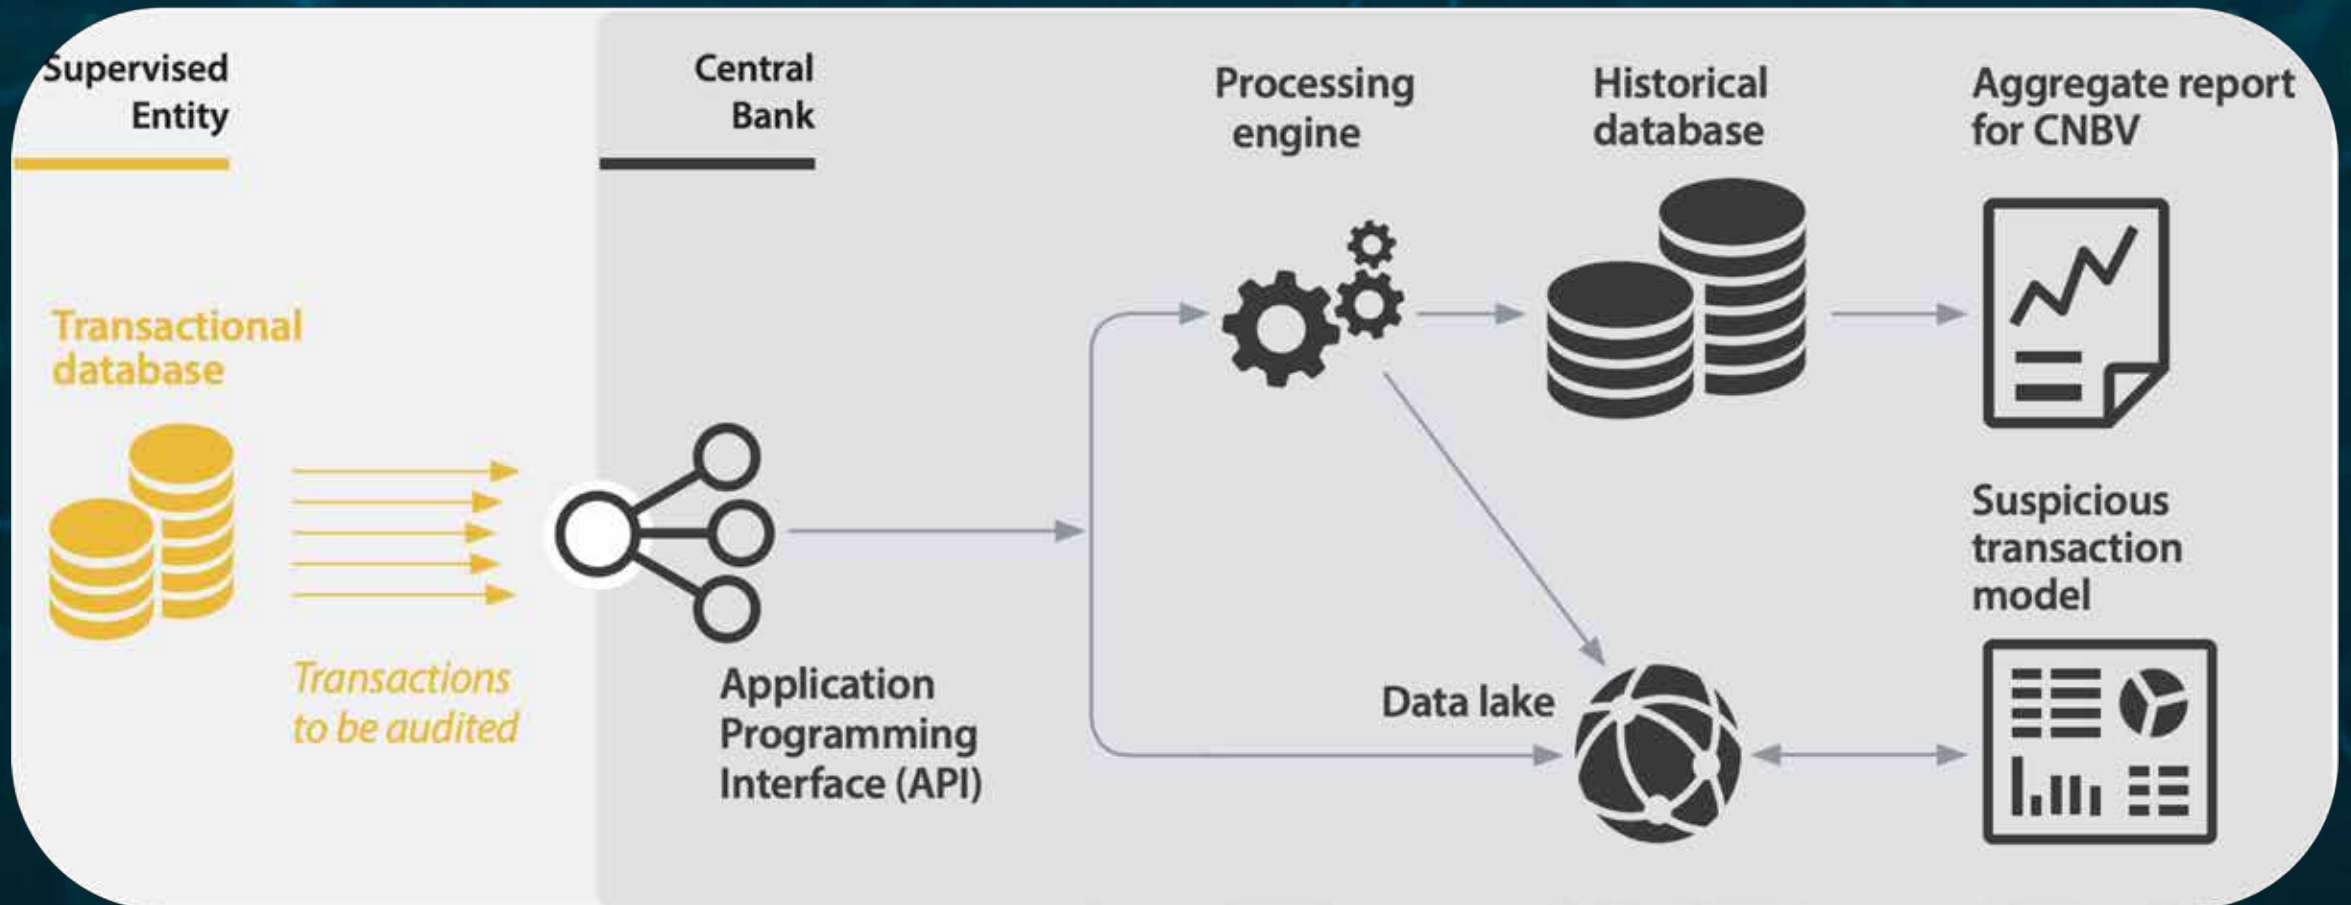 Supervised
Entity
Central
Bank
Processing
engine
Historical
database
Aggregate report
for CNBV
Transactional
database
Transactions
to be audited
Application
Programming
Interface (API)
Data lake
Suspicious
transaction
model